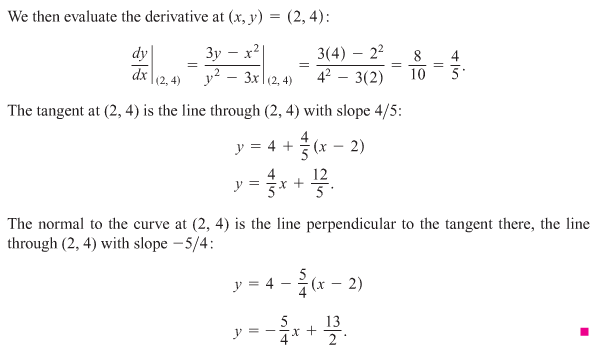 We then evaluate the derivative at (x, y) = (2, 4):
dy/dx |(2, 4) = (3y − x²)/(y² − 3x) |(2, 4) = (3(4) − 2²)/(4² − 3(2)) = 8/10 = 4/5.
The tangent at (2, 4) is the line through (2, 4) with slope 4/5:
y = 4 + 4/5 (x − 2)
y = 4/5 x + 12/5.
The normal to the curve at (2, 4) is the line perpendicular to the tangent there, the line
through (2, 4) with slope −5/4:
y = 4 − 5/4 (x − 2)
y = −5/4 x + 13/2.